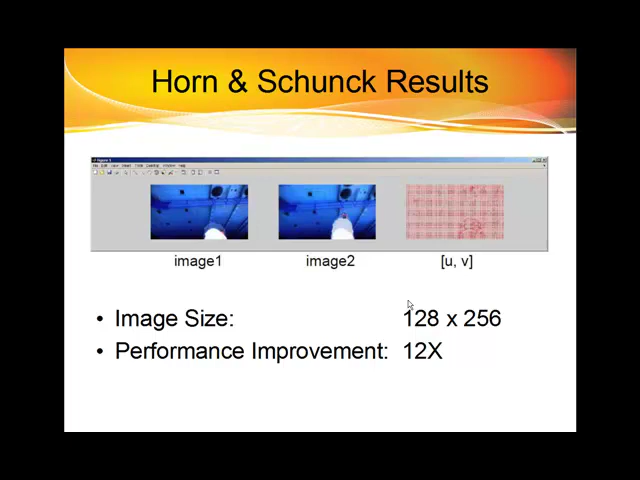 Horn & Schunck Results
image1
image2
[u, v]
• Image Size: 128 x 256
• Performance Improvement: 12X